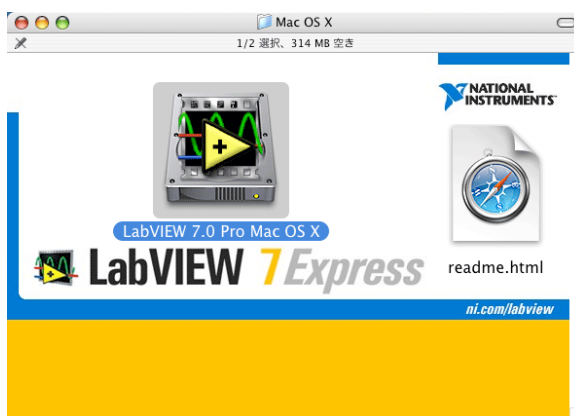 Mac OS X
1/2 選択、314 MB 空き
NATIONAL
INSTRUMENTS
LabVIEW 7.0 Pro Mac OS X
LabVIEW 7 Express
readme.html
ni.com/labview